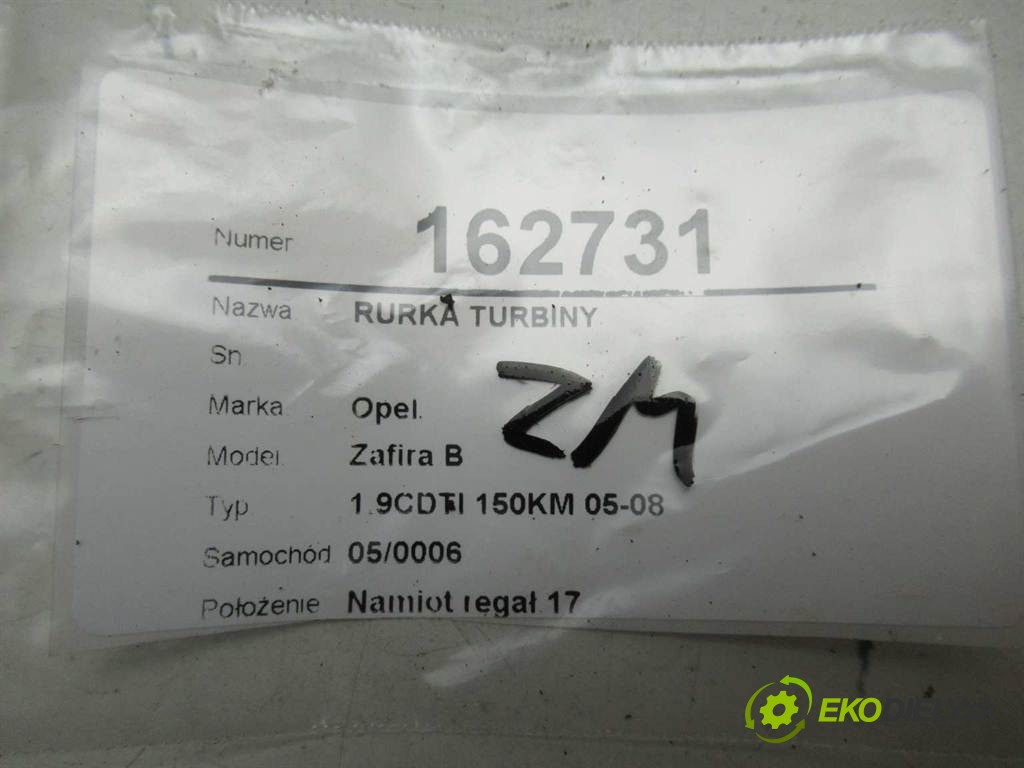 Numer 162731
Nazwa RURKA TURBINY
Sn
Marka Opel
Model Zafira B
ZM
Typ 1.9CDTI 150KM 05-08
Samochód 05/0006
Położenie Namiot regał 17